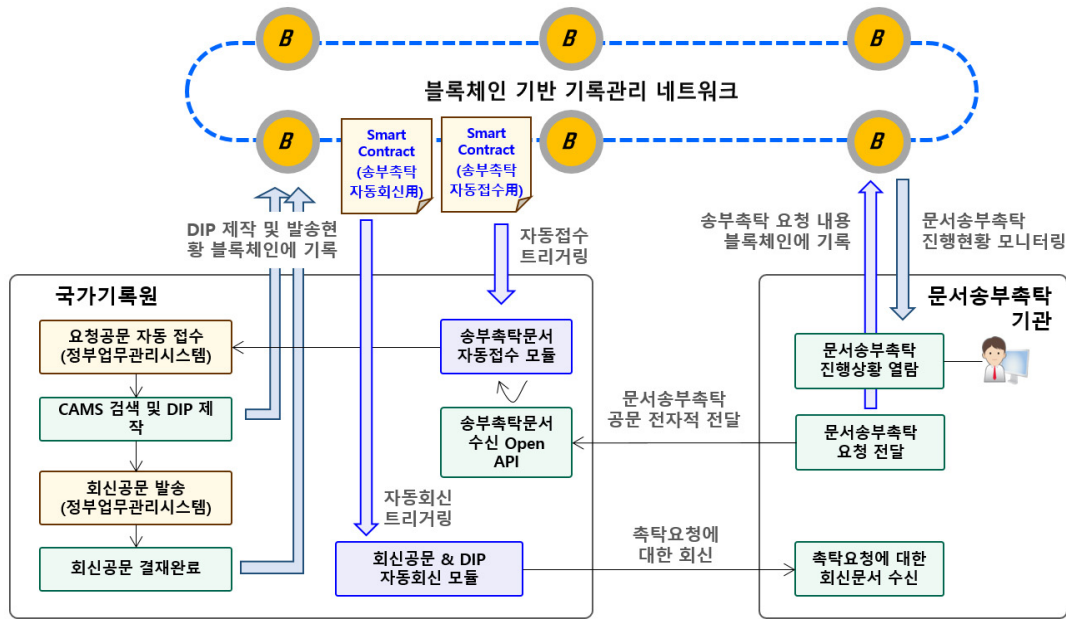 B
B
B
블록체인 기반 기록관리 네트워크
B
B
B
Smart
Contract
(송부촉탁
자동회신用)
Smart
Contract
(송부촉탁
자동접수用)
DIP 제작 및 발송현
황 블록체인에 기록
자동접수
트리거링
송부촉탁 요청 내용
블록체인에 기록
문서송부촉탁
진행현황 모니터링
국가기록원
요청공문 자동 접수
(정부업무관리시스템)
CAMS 검색 및 DIP 제
작
회신공문 발송
(정부업무관리시스템)
회신공문 결재완료
송부촉탁문서
자동접수 모듈
송부촉탁문서
수신 Open
API
자동회신
트리거링
회신공문 & DIP
자동회신 모듈
문서송부촉탁
공문 전자적 전달
촉탁요청에
대한 회신
문서송부촉탁
기관
문서송부촉탁
진행상황 열람
문서송부촉탁
요청 전달
촉탁요청에 대한
회신문서 수신